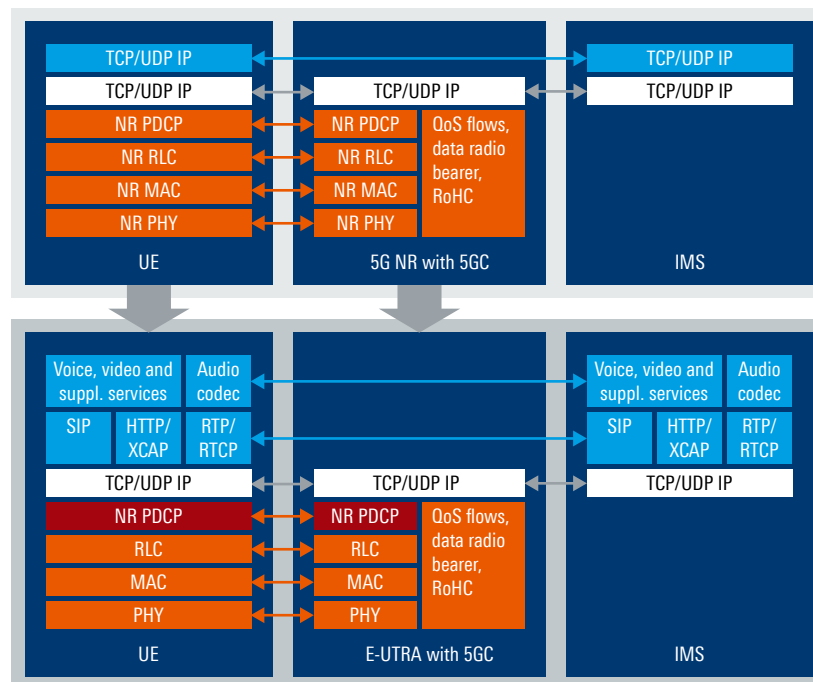 TCP/UDP IP
TCP/UDP IP
NR PDCP
NR RLC
NR MAC
NR PHY
UE
TCP/UDP IP
NR PDCP
NR RLC
NR MAC
NR PHY
QoS flows,
data radio
bearer,
RoHC
5G NR with 5GC
TCP/UDP IP
TCP/UDP IP
IMS
Voice, video and
suppl. services
Audio
codec
SIP
HTTP/
XCAP
RTP/
RTCP
TCP/UDP IP
NR PDCP
RLC
MAC
PHY
UE
TCP/UDP IP
NR PDCP
RLC
MAC
PHY
QoS flows,
data radio
bearer,
RoHC
E-UTRA with 5GC
Voice, video and
suppl. services
Audio
codec
SIP
HTTP/
XCAP
RTP/
RTCP
TCP/UDP IP
IMS